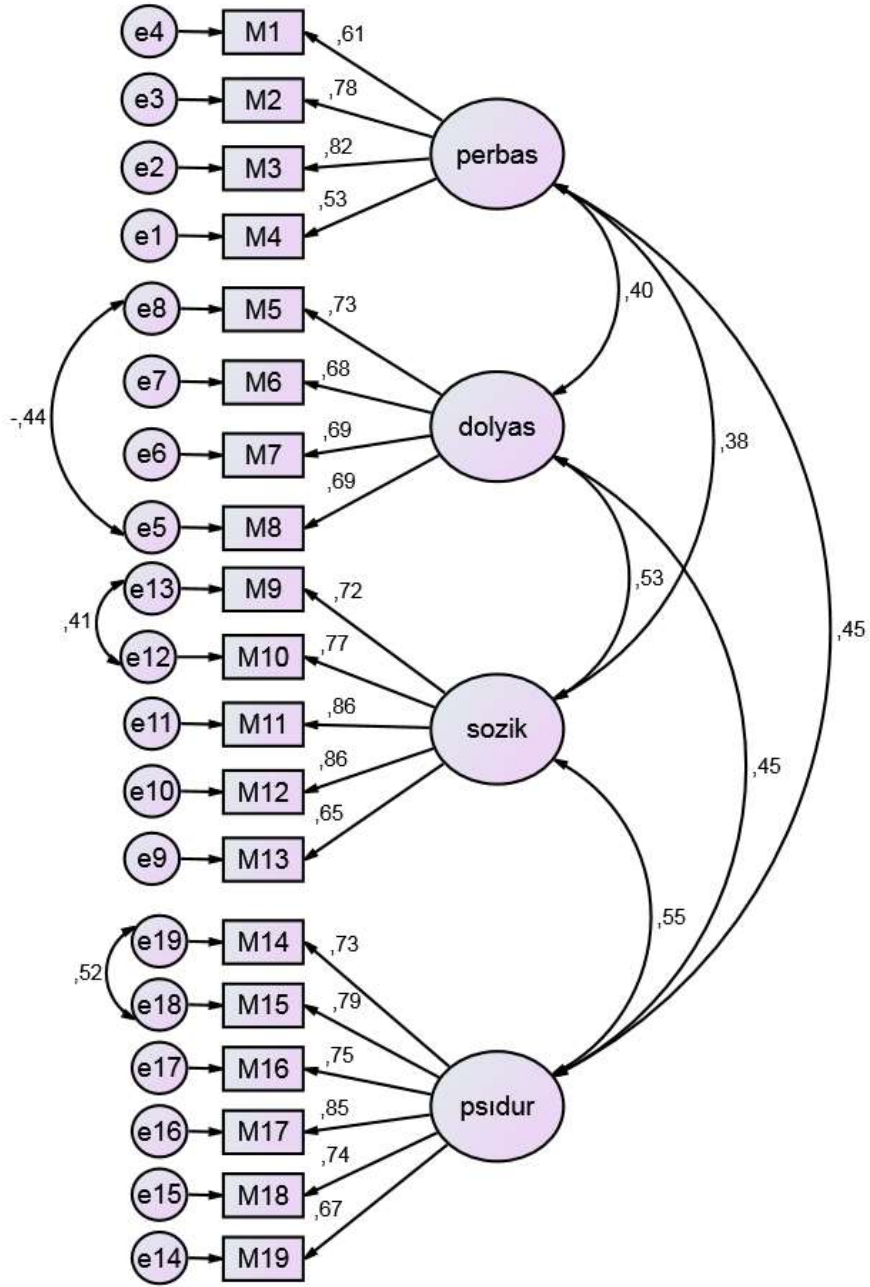 e4 M1 ,61
e3 M2 ,78
perbas
e2 M3 ,82
e1 M4 ,53
,40
e8 M5 ,73
e7 M6 ,68
-,44
dolyas
,38
e6 M7 ,69
e5 M8 ,69
,53
e13 M9 ,72
,41
,45
e12 M10 ,77
e11 M11 ,86
sozik
e10 M12 ,86
,45
e9 M13 ,65
,55
e19 M14 ,73
,52
e18 M15 ,79
e17 M16 ,75
psıdur
e16 M17 ,85
e15 M18 ,74
e14 M19 ,67